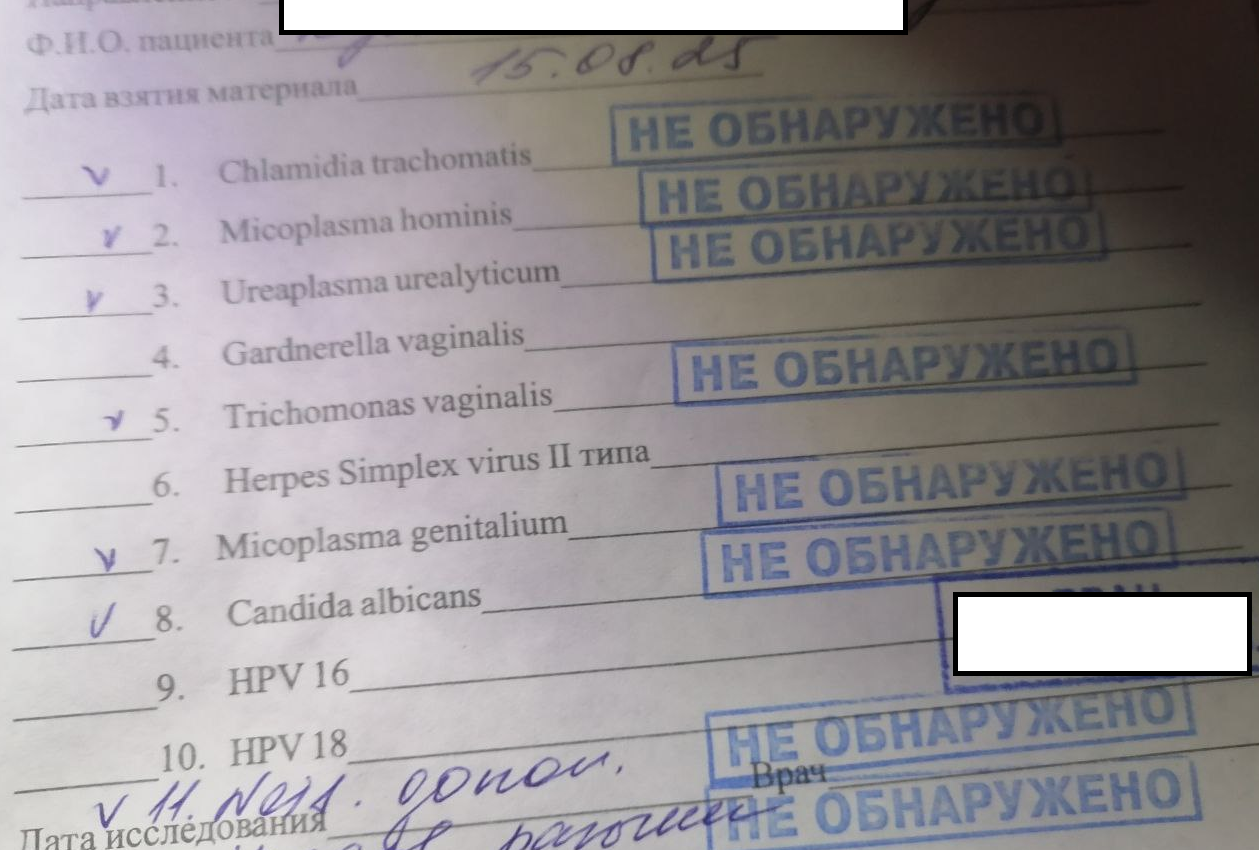 Ф.И.О. пациента
Дата взятия материала 15.08.25
v 1. Chlamidia trachomatis НЕ ОБНАРУЖЕНО
v 2. Micoplasma hominis НЕ ОБНАРУЖЕНО
v 3. Ureaplasma urealyticum НЕ ОБНАРУЖЕНО
4. Gardnerella vaginalis
v 5. Trichomonas vaginalis НЕ ОБНАРУЖЕНО
6. Herpes Simplex virus II типа
v 7. Micoplasma genitalium НЕ ОБНАРУЖЕНО
v 8. Candida albicans НЕ ОБНАРУЖЕНО
9. HPV 16
10. HPV 18 НЕ ОБНАРУЖЕНО
v 11. Neis. Врач
Дата исследования НЕ ОБНАРУЖЕНО